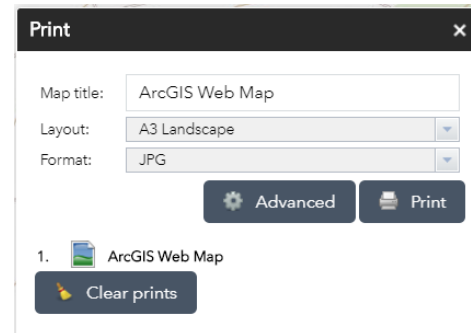 Print
Map title: ArcGIS Web Map
Layout: A3 Landscape
Format: JPG
Advanced Print
1. ArcGIS Web Map
Clear prints